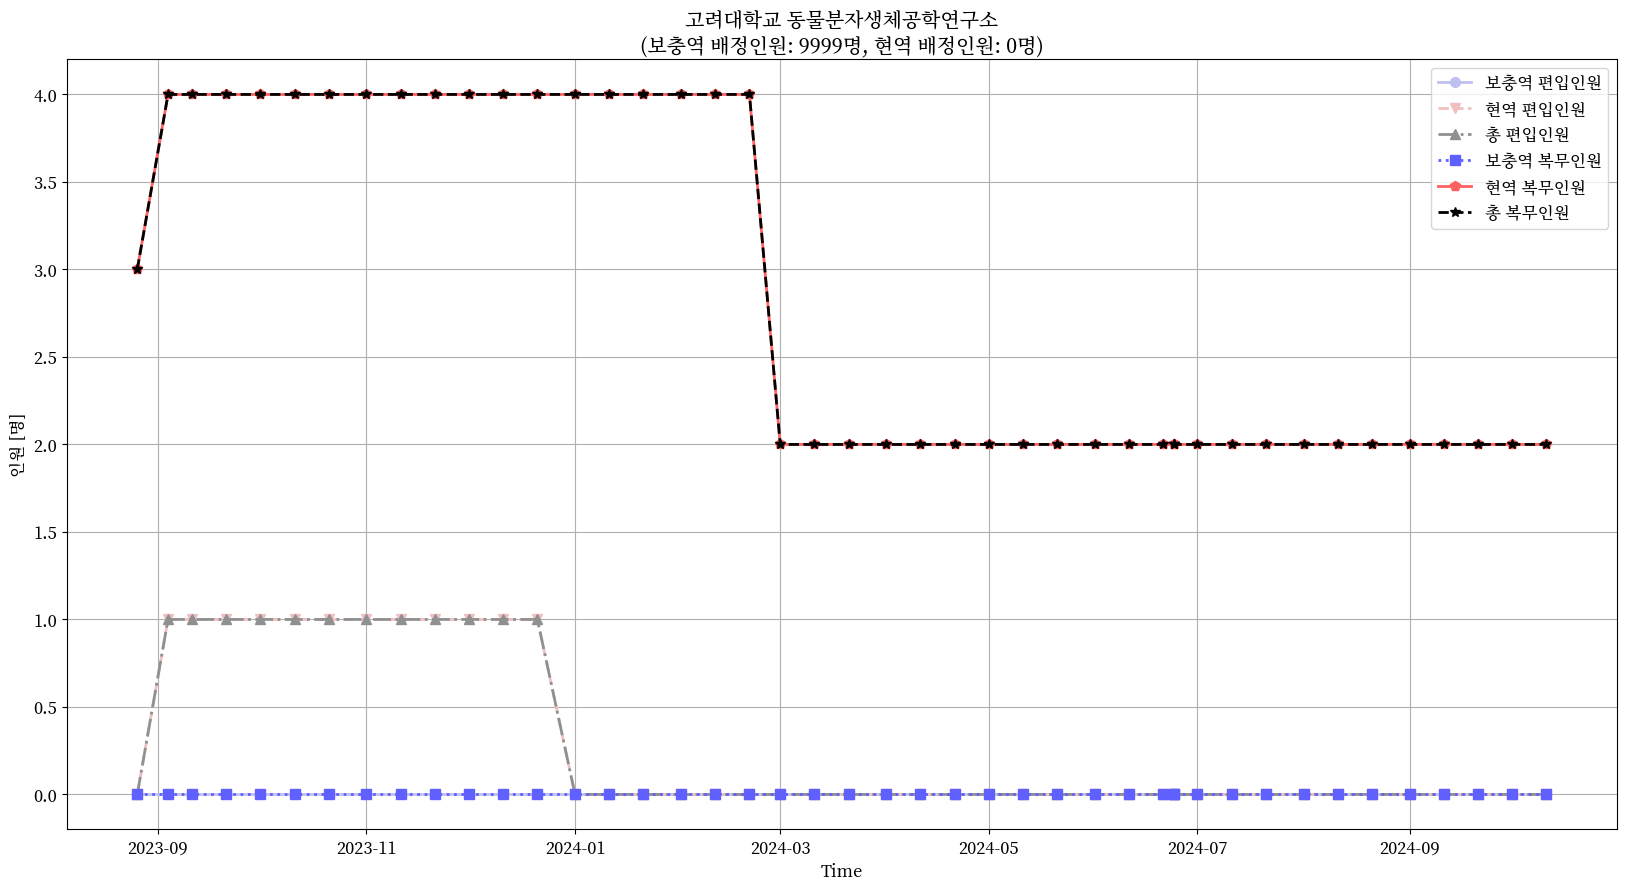 고려대학교 동물분자생체공학연구소
(보충역 배정인원: 9999명, 현역 배정인원: 0명)
보충역 편입인원
현역 편입인원
총 편입인원
보충역 복무인원
현역 복무인원
총 복무인원
4.0
3.5
3.0
2.5
2.0
1.5
1.0
0.5
0.0
인원 [명]
2023-09
2023-11
2024-01
2024-03
2024-05
2024-07
2024-09
Time